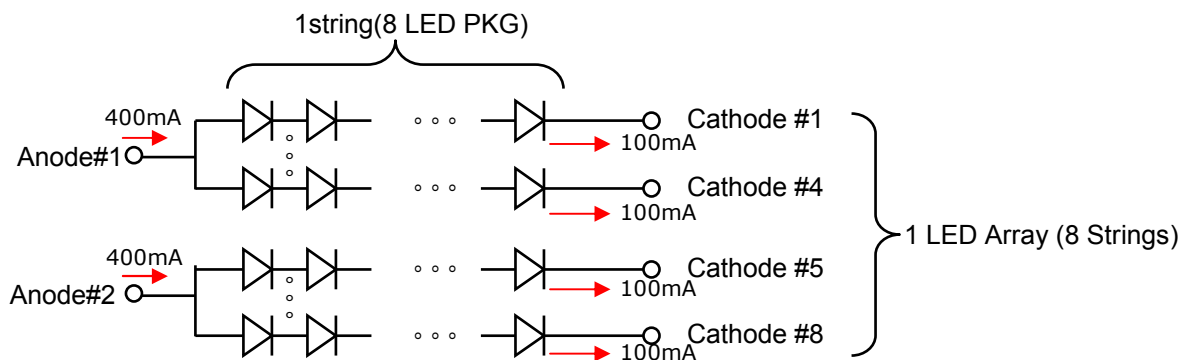 1string(8 LED PKG)
400mA
Anode#1
Cathode #1
100mA
Cathode #4
100mA
1 LED Array (8 Strings)
400mA
Anode#2
Cathode #5
100mA
Cathode #8
100mA